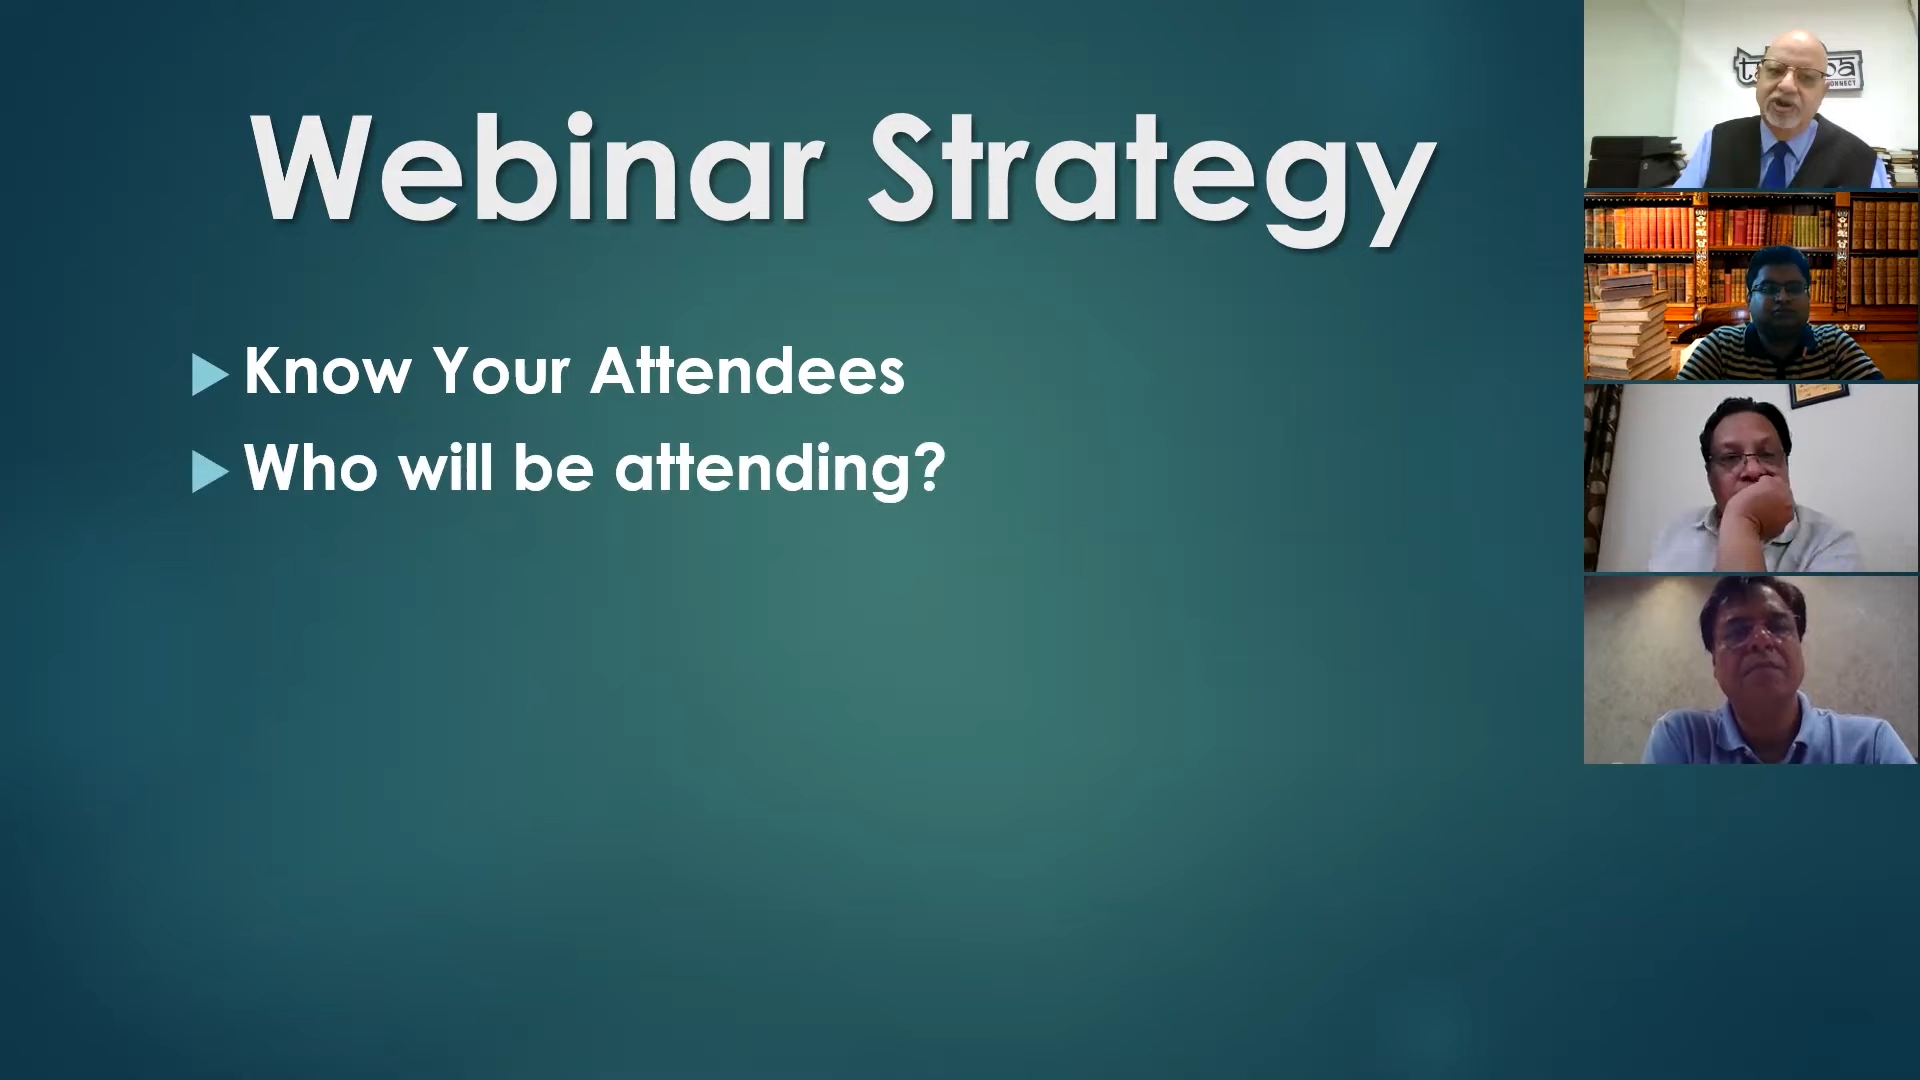 Webinar Strategy
Know Your Attendees
Who will be attending?